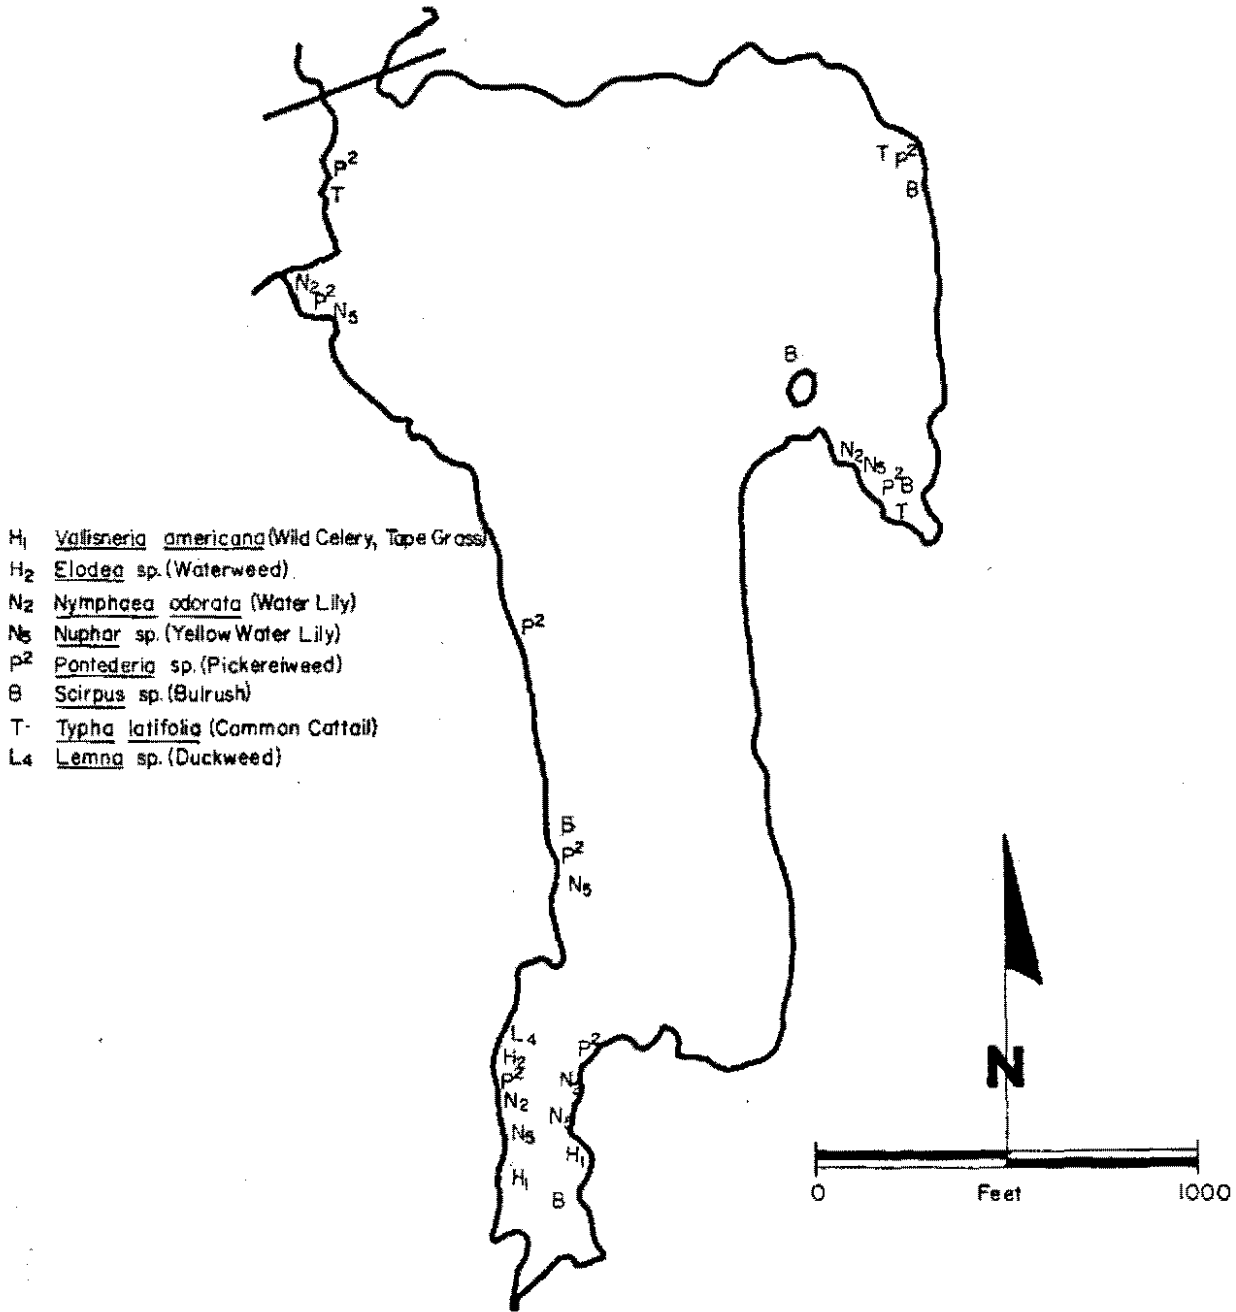 P²
T
T P²
B
N₂
P²
N₅
B
N₂
N₅
P² B
T
H₁ Vallisneria americana (Wild Celery, Tape Grass)
H₂ Elodea sp. (Waterweed)
N₂ Nymphaea odorata (Water Lily)
N₅ Nuphar sp. (Yellow Water Lily)
P² Pontederia sp. (Pickereiweed)
B Scirpus sp. (Bulrush)
T Typha latifolia (Common Cattail)
L₄ Lemna sp. (Duckweed)
P²
B
P²
N₅
L₄
H₂
P²
N₂
N₅
H₁
P²
N₅
H₁
B
N
0 Feet 1000